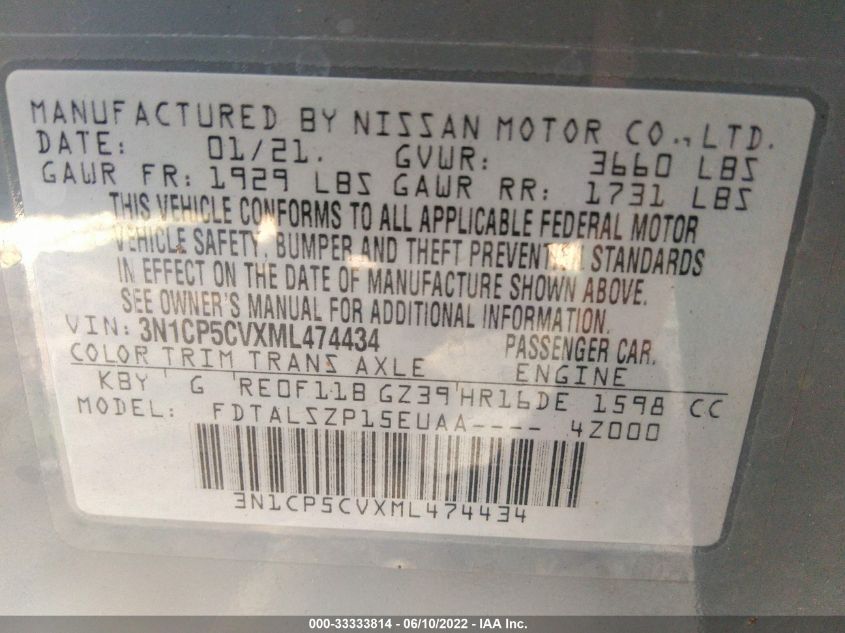 MANUFACTURED BY NISSAN MOTOR CO., LTD.
DATE: 01/21. GVWR: 3660 LBS
GAWR FR: 1929 LBS GAWR RR: 1731 LBS
THIS VEHICLE CONFORMS TO ALL APPLICABLE FEDERAL MOTOR
VEHICLE SAFETY, BUMPER AND THEFT PREVENTION STANDARDS
IN EFFECT ON THE DATE OF MANUFACTURE SHOWN ABOVE.
SEE OWNER'S MANUAL FOR ADDITIONAL INFORMATION.
VIN: 3N1CP5CVXML474434 PASSENGER CAR.
COLOR TRIM TRANS AXLE ENGINE
KBY G RE0F11B GZ39 HR16DE 1598 CC
MODEL: FDTALSZP15EUAA---- 4Z000
3N1CP5CVXML474434
000-33333814 - 06/10/2022 - IAA Inc.